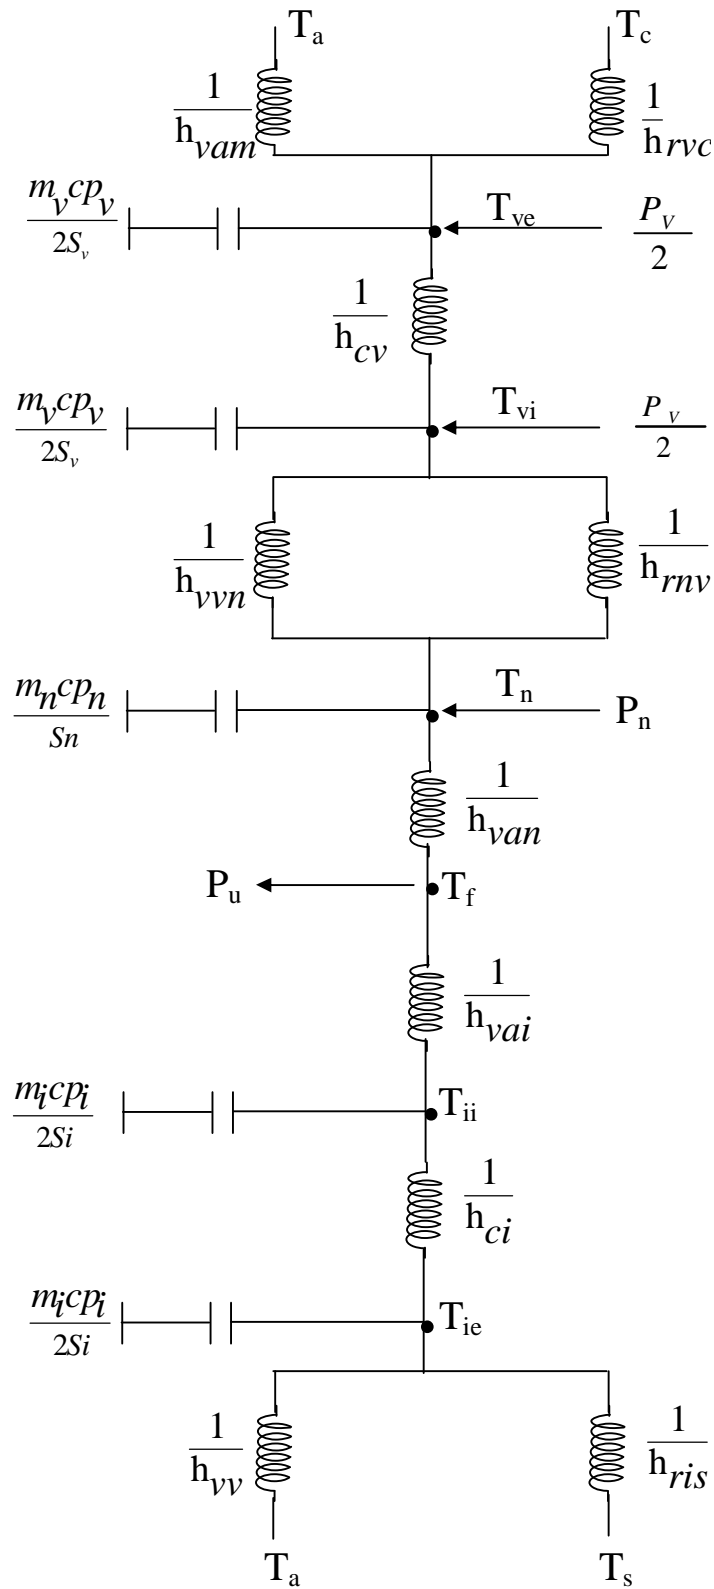 T_a T_c
1/h_vam 1/h_rvc
m_v cp_v/2S_v T_ve P_V/2
1/h_cv
m_v cp_v/2S_v T_vi P_V/2
1/h_vvn 1/h_rnv
m_n cp_n/Sn T_n P_n
1/h_van
P_u T_f
1/h_vai
m_i cp_i/2Si T_ii
1/h_ci
m_i cp_i/2Si T_ie
1/h_vv 1/h_ris
T_a T_s